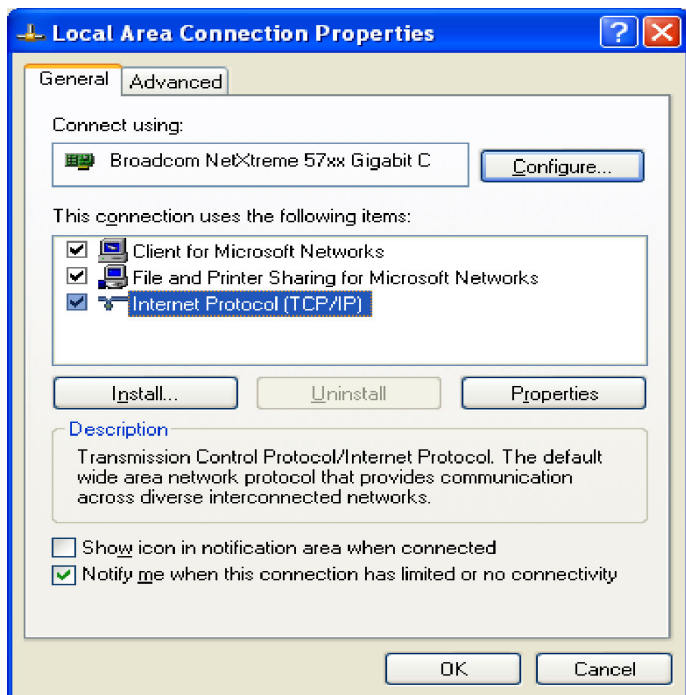 Local Area Connection Properties
General
Advanced
Connect using:
Broadcom NetXtreme 57xx Gigabit C
Configure...
This connection uses the following items:
Client for Microsoft Networks
File and Printer Sharing for Microsoft Networks
Internet Protocol (TCP/IP)
Install...
Uninstall
Properties
Description
Transmission Control Protocol/Internet Protocol. The default
wide area network protocol that provides communication
across diverse interconnected networks.
Show icon in notification area when connected
Notify me when this connection has limited or no connectivity
OK
Cancel